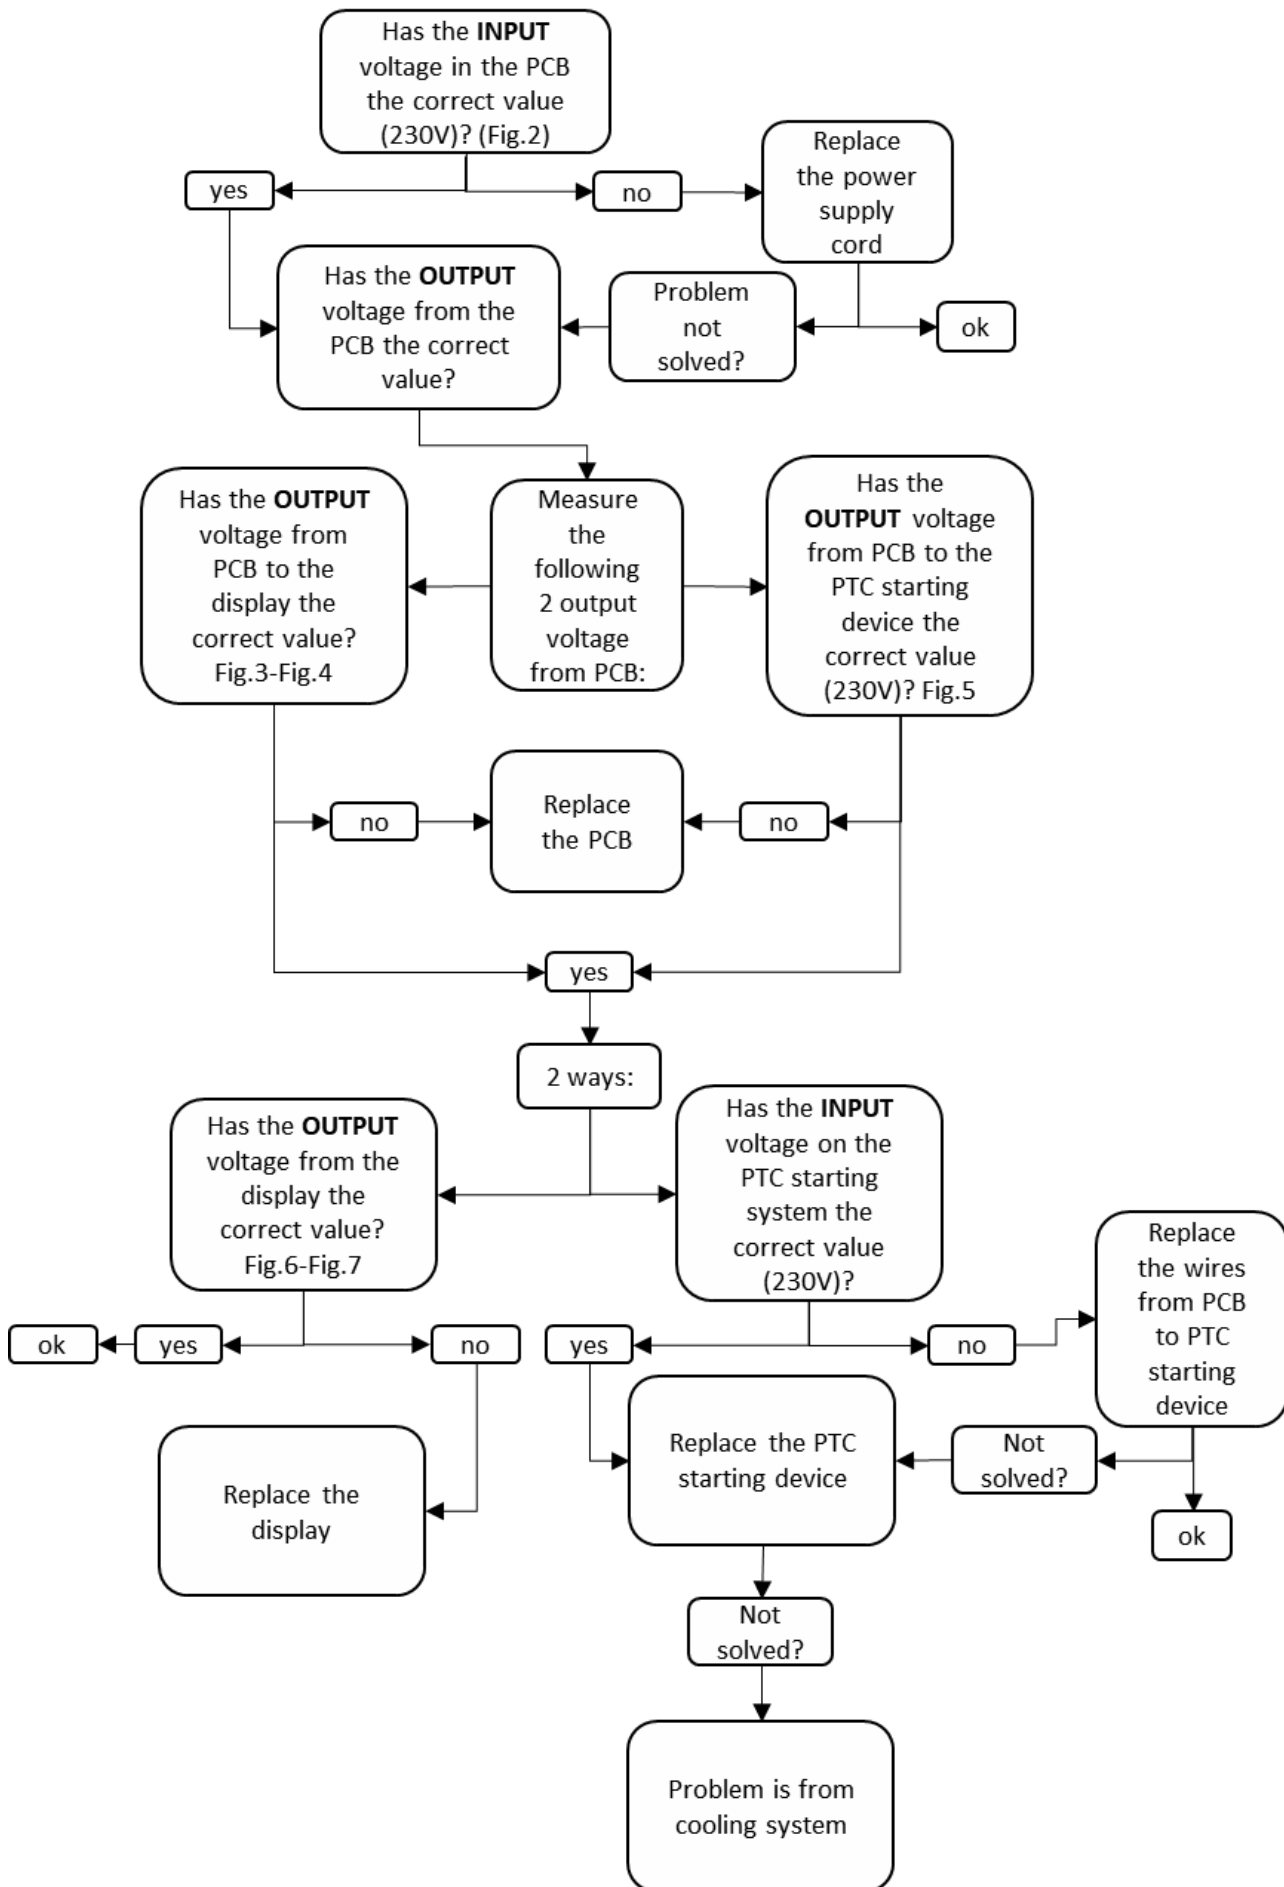 Has the INPUT
voltage in the PCB
the correct value
(230V)? (Fig.2)
yes
no
Replace
the power
supply
cord
Has the OUTPUT
voltage from the
PCB the correct
value?
Problem
not
solved?
ok
Has the OUTPUT
voltage from
PCB to the
display the
correct value?
Fig.3-Fig.4
Measure
the
following
2 output
voltage
from PCB:
Has the
OUTPUT voltage
from PCB to the
PTC starting
device the
correct value
(230V)? Fig.5
no
Replace
the PCB
no
yes
2 ways:
Has the OUTPUT
voltage from the
display the
correct value?
Fig.6-Fig.7
Has the INPUT
voltage on the
PTC starting
system the
correct value
(230V)?
Replace
the wires
from PCB
to PTC
starting
device
ok
yes
no
yes
no
Replace the
display
Replace the PTC
starting device
Not
solved?
ok
Not
solved?
Problem is from
cooling system